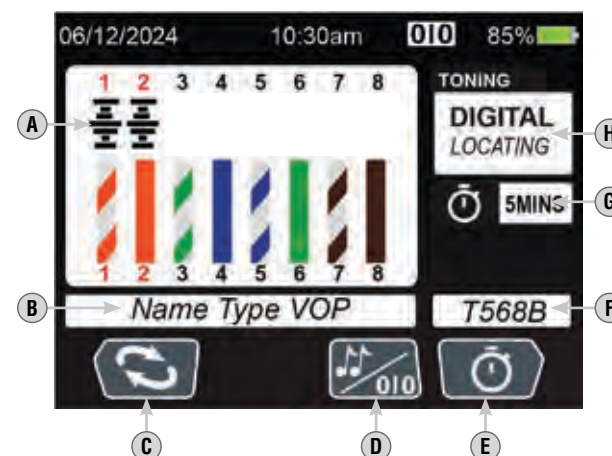 06/12/2024 10:30am 010 85%
1 2 3 4 5 6 7 8
TONING
A
DIGITAL
LOCATING
H
5MINS
G
1 2 3 4 5 6 7 8
B
Name Type VOP
T568B
F
010
C
D
E